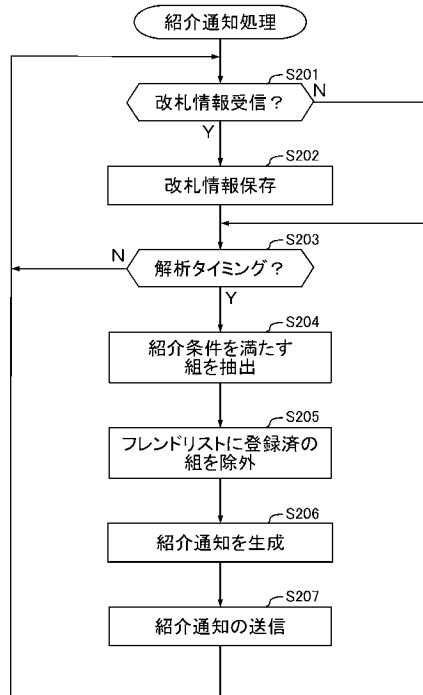 紹介通知処理
S201
改札情報受信？
N
Y
S202
改札情報保存
S203
N
解析タイミング？
Y
S204
紹介条件を満たす
組を抽出
S205
フレンドリストに登録済の
組を除外
S206
紹介通知を生成
S207
紹介通知の送信